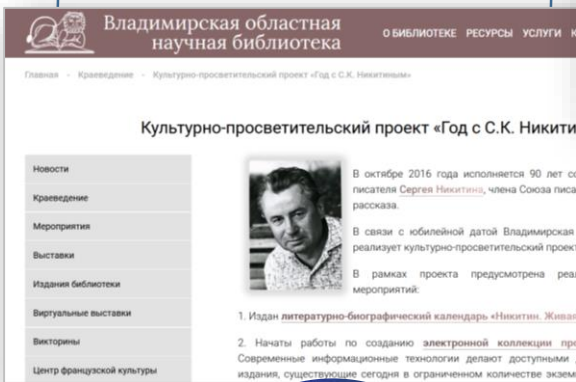 Владимирская областная
научная библиотека
О БИБЛИОТЕКЕ РЕСУРСЫ УСЛУГИ
Главная - Краеведение - Культурно-просветительский проект «Год с С.К. Никитиным»
Культурно-просветительский проект «Год с С.К. Никити
Новости
Краеведение
Мероприятия
Выставки
Издания библиотеки
Виртуальные выставки
Викторины
Центр французской культуры
В октябре 2016 года исполняется 90 лет со
писателя Сергея Никитина, члена Союза писа
рассказа.
В связи с юбилейной датой Владимирская
реализует культурно-просветительский проект
В рамках проекта предусмотрена реа
мероприятий:
1. Издан литературно-биографический календарь «Никитин. Живая
2. Начаты работы по созданию электронной коллекции про
Современные информационные технологии делают доступными
издания, существующие сегодня в ограниченном количестве экзем